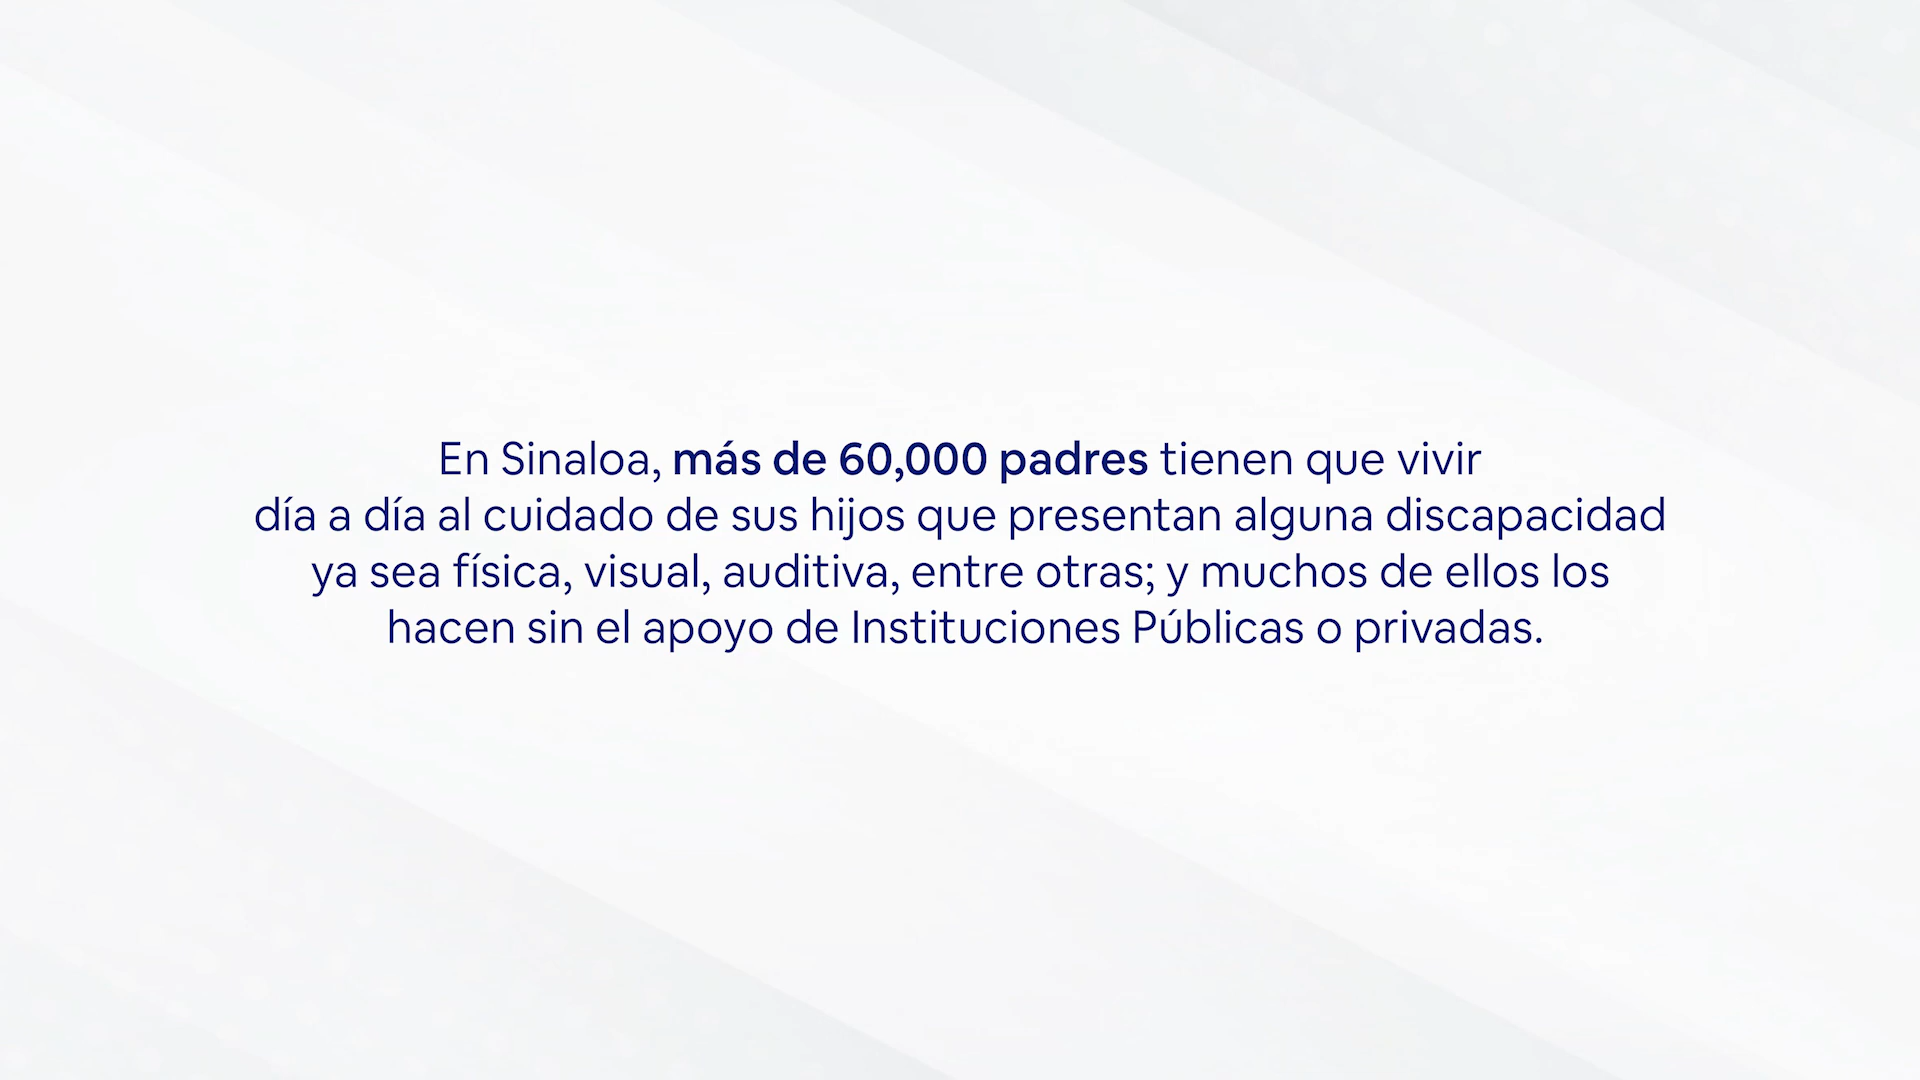 En Sinaloa, más de 60,000 padres tienen que vivir
día a día al cuidado de sus hijos que presentan alguna discapacidad
ya sea física, visual, auditiva, entre otras; y muchos de ellos los
hacen sin el apoyo de Instituciones Públicas o privadas.